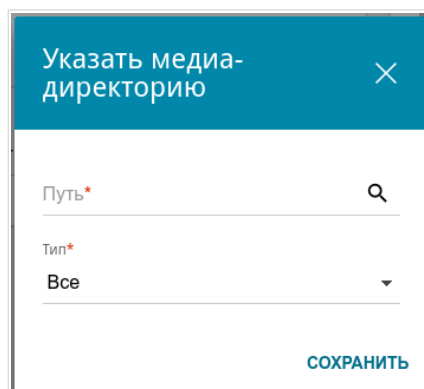 Указать медиа-
директорию
Путь*
Тип*
Все
СОХРАНИТЬ